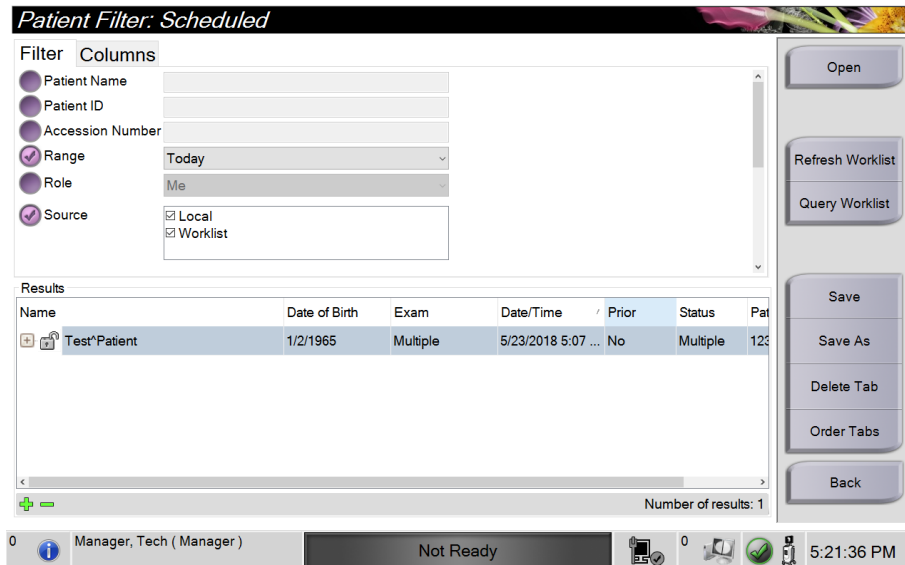 Patient Filter: Scheduled
Filter Columns
Patient Name
Patient ID
Accession Number
Range Today
Role Me
Source Local
Worklist
Results
Name Date of Birth Exam Date/Time Prior Status Pat
Test^Patient 1/2/1965 Multiple 5/23/2018 5:07 ... No Multiple 123
Number of results: 1
Open
Refresh Worklist
Query Worklist
Save
Save As
Delete Tab
Order Tabs
Back
0 Manager, Tech ( Manager ) Not Ready 0 5:21:36 PM